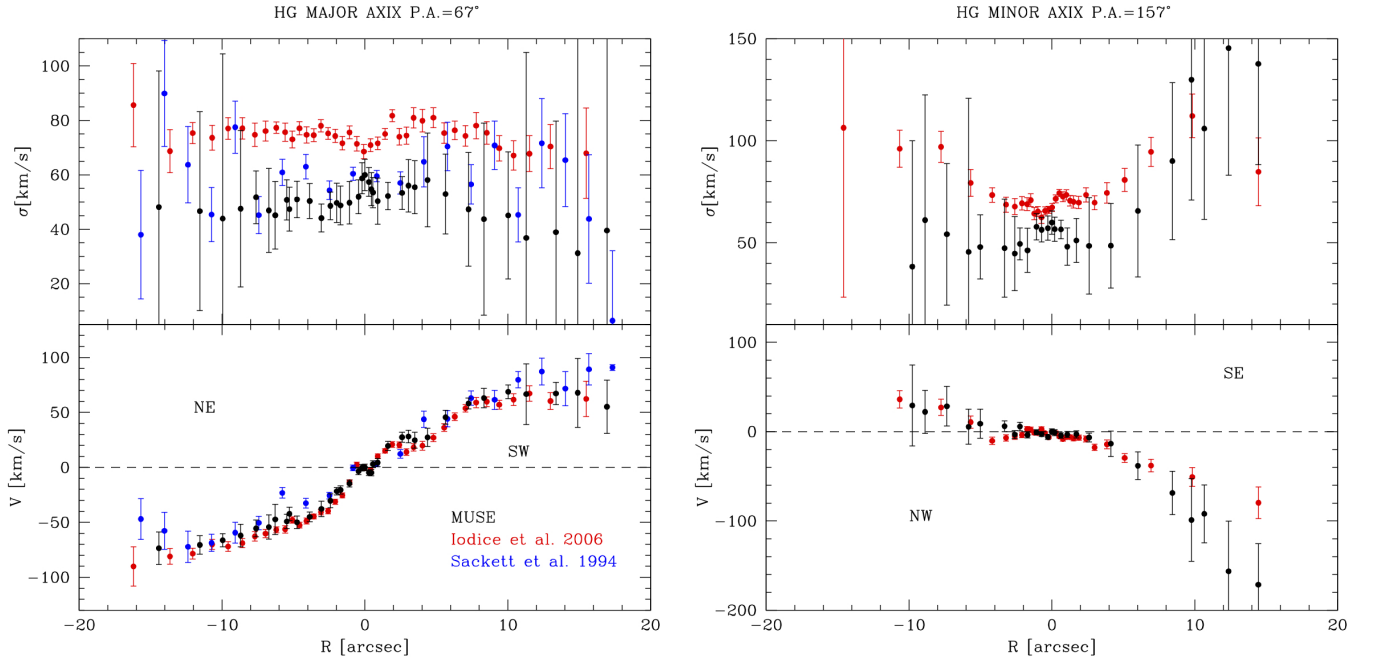 HG MAJOR AXIX P.A.=67°
HG MINOR AXIX P.A.=157°
σ[km/s]
100
80
60
40
20
V [km/s]
100
50
0
−50
−100
NE
SW
MUSE
Iodice et al. 2006
Sackett et al. 1994
−20
−10
0
10
20
R [arcsec]
σ[km/s]
150
100
50
V [km/s]
100
0
−100
−200
SE
NW
−20
−10
0
10
20
R [arcsec]